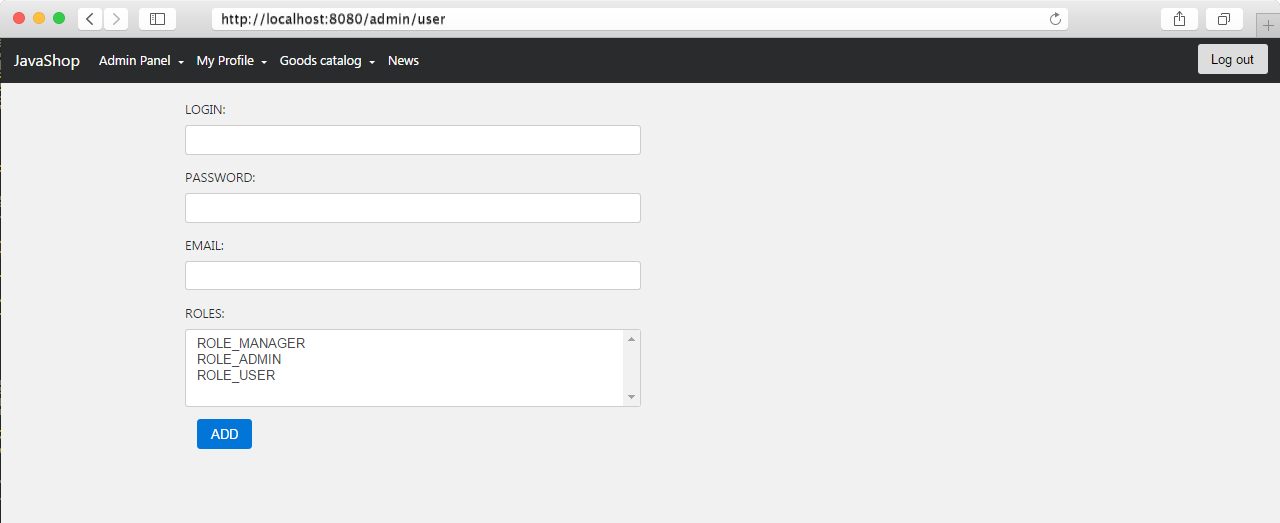 http://localhost:8080/admin/user
JavaShop Admin Panel My Profile Goods catalog News Log out
LOGIN:
PASSWORD:
EMAIL:
ROLES:
ROLE_MANAGER
ROLE_ADMIN
ROLE_USER
ADD